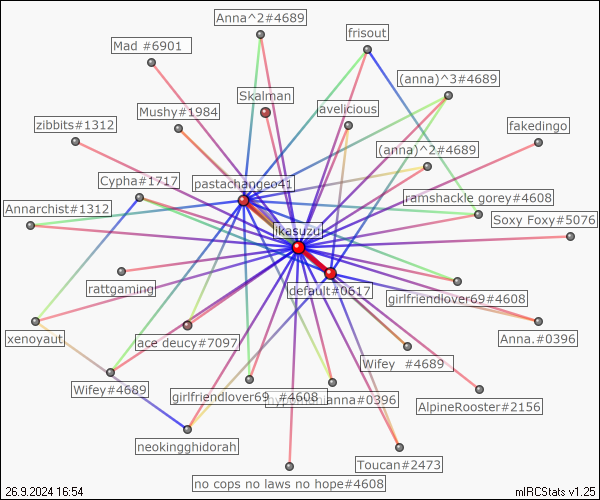 Anna^2#4689
frisout
Mad #6901
(anna)^3#4689
Skalman
avelicious
Mushy#1984
zibbits#1312
fakedingo
(anna)^2#4689
Cypha#1717
pastachangeo41
ramshackle gorey#4608
Annarchist#1312
Soxy Foxy#5076
ikasuzu
rattgaming
default#0617
girlfriendlover69#4608
xenoyaut
ace deucy#7097
Anna.#0396
Wifey #4689
Wifey#4689
girlfriendlover69 #4608
anna#0396
AlpineRooster#2156
neokingghidorah
Toucan#2473
no cops no laws no hope#4608
26.9.2024 16:54
mIRCStats v1.25